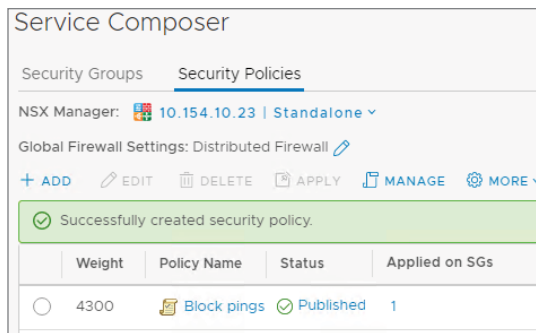 Service Composer
Security Groups Security Policies
NSX Manager: 10.154.10.23 | Standalone
Global Firewall Settings: Distributed Firewall
+ ADD EDIT DELETE APPLY MANAGE MORE
Successfully created security policy.
Weight Policy Name Status Applied on SGs
4300 Block pings Published 1